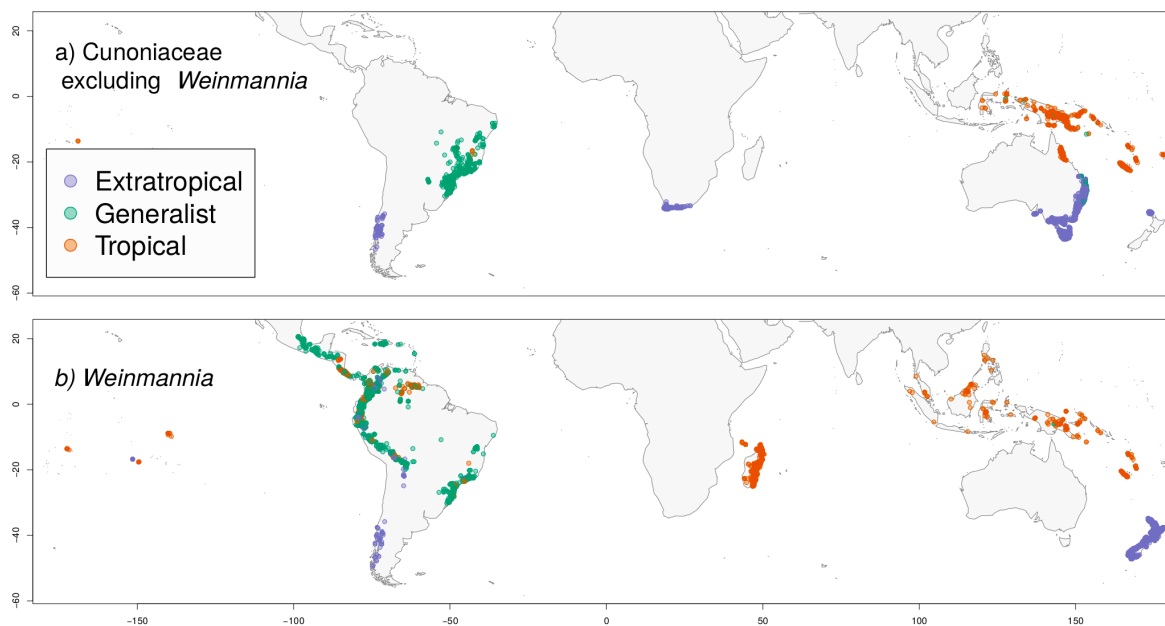 20
0
20
40
60
a) Cunoniaceae
excluding Weinmannia
Extratropical
Generalist
Tropical
20
0
−20
−40
−60
b) Weinmannia
−150
−100
−50
0
50
100
150